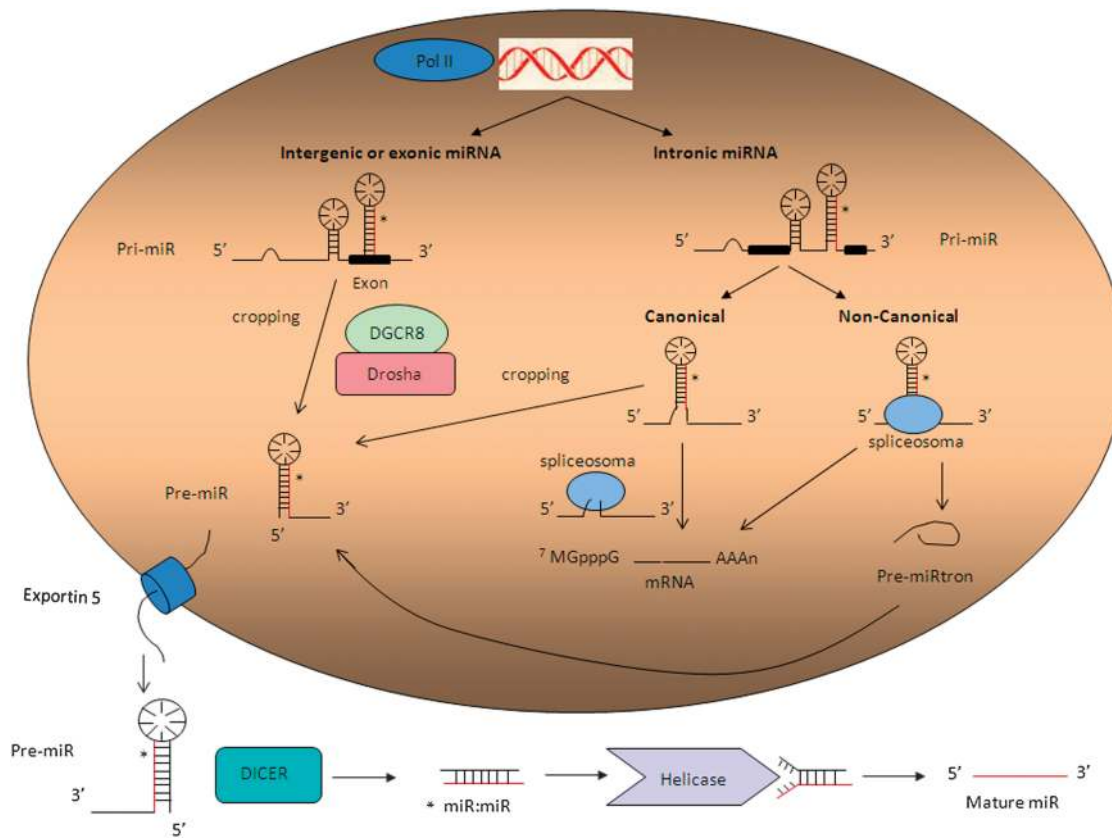 Pol II
Intergenic or exonic miRNA
Intronic miRNA
*
*
Pri-miR
5’
3’
5’
3’
Pri-miR
Exon
cropping
DGCR8
Drosha
cropping
Canonical
Non-Canonical
*
*
5’
3’
5’
3’
spliceosoma
*
spliceosoma
Pre-miR
3’
5’
5’
3’
7 MGpppG
AAAn
mRNA
Pre-miRtron
Exportin 5
Pre-miR
*
3’
5’
DICER
* miR:miR
Helicase
5’
3’
Mature miR